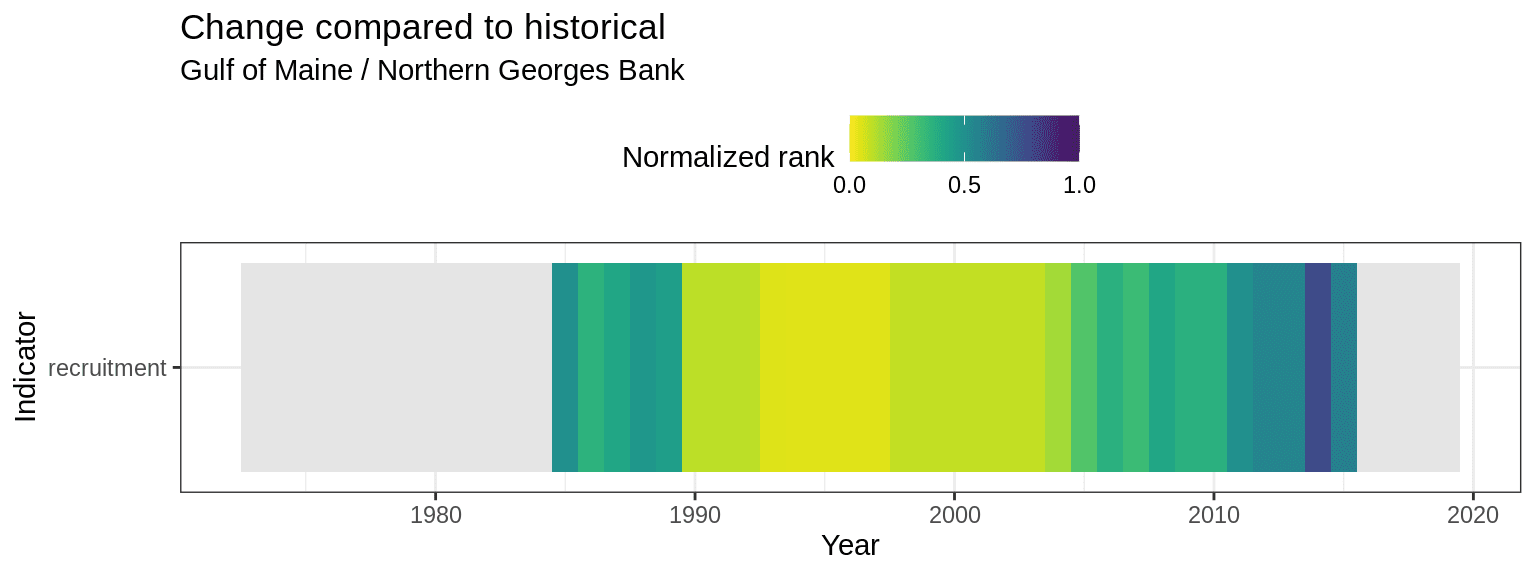 Change compared to historical
Gulf of Maine / Northern Georges Bank
Normalized rank
0.0 0.5 1.0
Indicator
recruitment
1980 1990 2000 2010 2020
Year